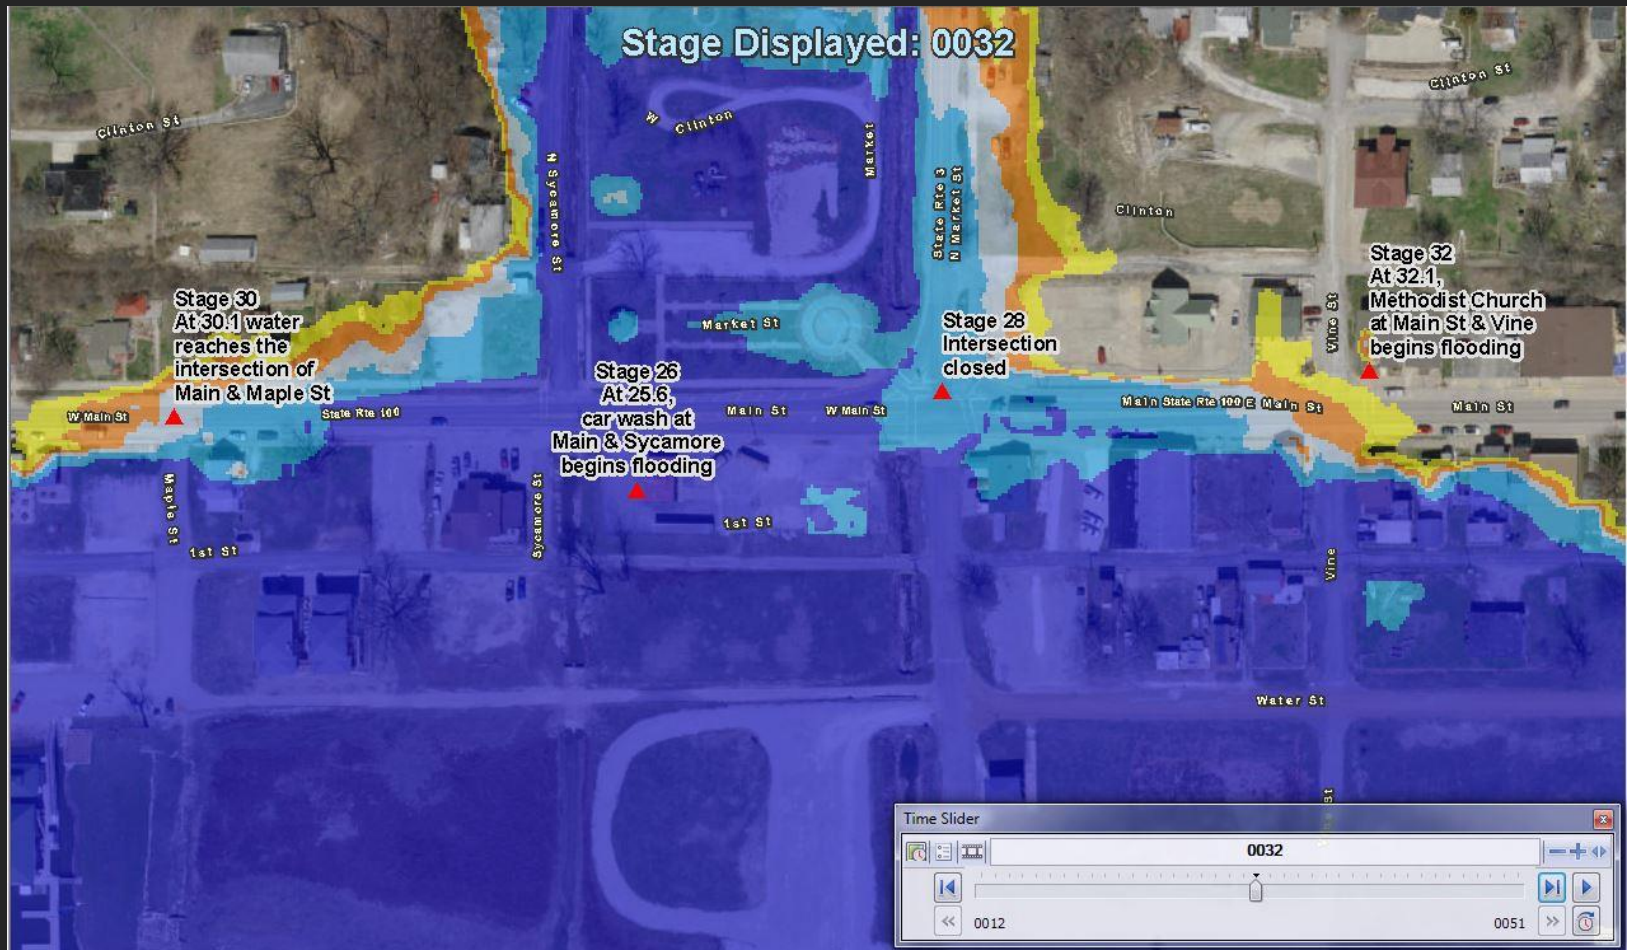 Stage Displayed: 0032
Clinton St
Clinton St
W Clinton
Market
N Sycamore St
State Rte 3
N Market St
Clinton
Stage 32
At 32.1,
Methodist Church
at Main St & Vine
begins flooding
Stage 30
At 30.1 water
reaches the
intersection of
Main & Maple St
Vine St
Market St
Stage 28
Intersection
closed
Stage 26
At 25.6,
car wash at
Main & Sycamore
begins flooding
W Main St
State Rte 100
Main St
W Main St
Main State Rte 100 E Main St
Main St
Maple St
Sycamore St
1st St
1st St
Vine
Water St
Time Slider
0032
0012
0051